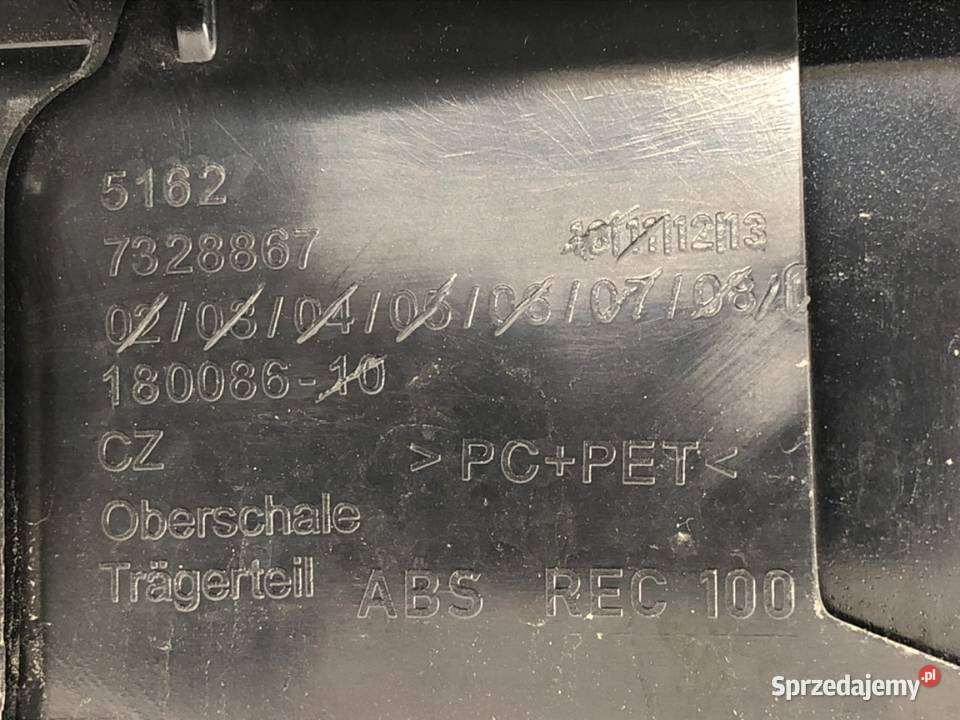 5162
7328867
10/11/12/13
02/03/04/05/06/07/08/0
180086-10
CZ
>PC+PET<
Oberschale
Trägerteil
ABS REC 100
Sprzedajemy.pl